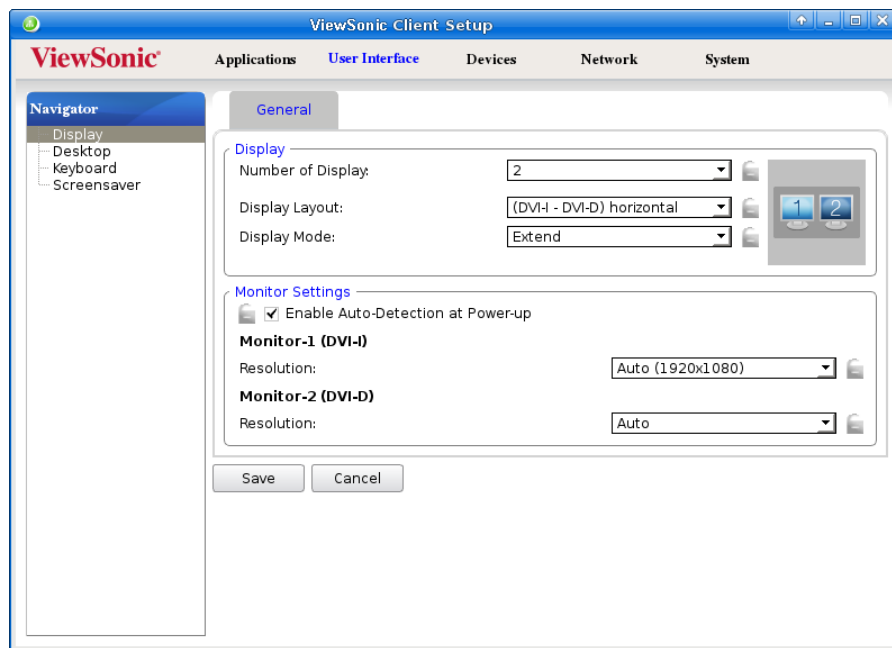 ViewSonic Client Setup
ViewSonic®
Applications User Interface Devices Network System
Navigator
Display
Desktop
Keyboard
Screensaver
General
Display
Number of Display: 2
Display Layout: (DVI-I - DVI-D) horizontal
Display Mode: Extend
1 2
Monitor Settings
Enable Auto-Detection at Power-up
Monitor-1 (DVI-I)
Resolution: Auto (1920x1080)
Monitor-2 (DVI-D)
Resolution: Auto
Save Cancel